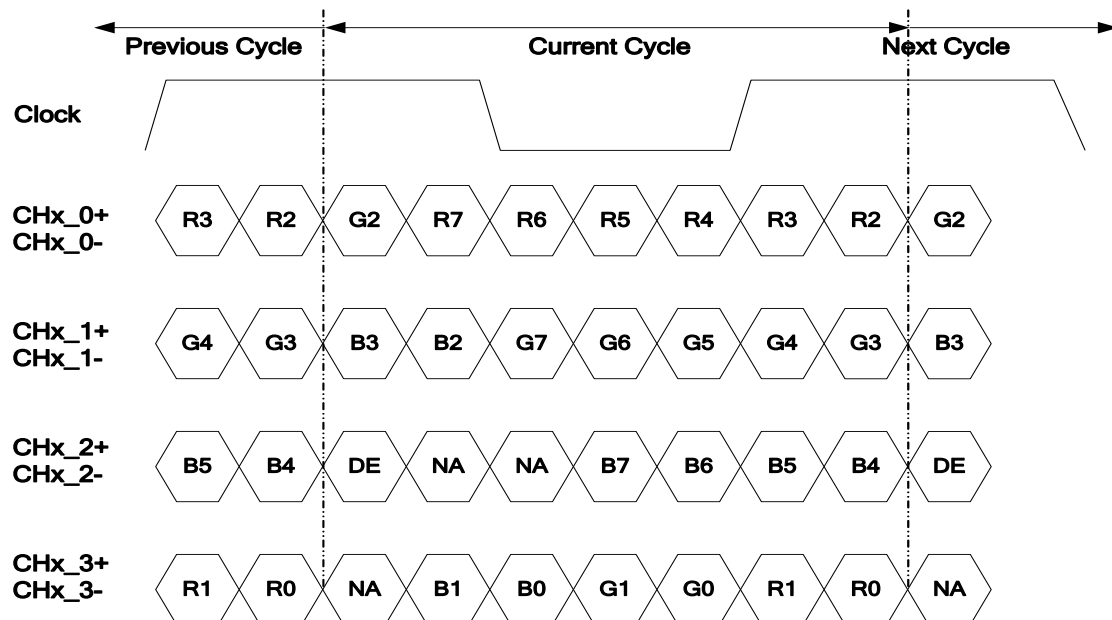 Previous Cycle Current Cycle Next Cycle
Clock
CHx_0+
CHx_0-
R3 R2 G2 R7 R6 R5 R4 R3 R2 G2
CHx_1+
CHx_1-
G4 G3 B3 B2 G7 G6 G5 G4 G3 B3
CHx_2+
CHx_2-
B5 B4 DE NA NA B7 B6 B5 B4 DE
CHx_3+
CHx_3-
R1 R0 NA B1 B0 G1 G0 R1 R0 NA